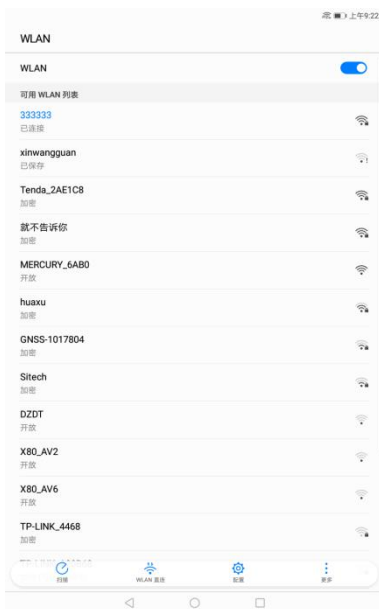 上午9:22
WLAN
WLAN
可用 WLAN 列表
333333
已连接
xinwangguan
已保存
Tenda_2AE1C8
加密
就不告诉你
加密
MERCURY_6AB0
开放
huaxu
加密
GNSS-1017804
加密
Sitech
加密
DZDT
开放
X80_AV2
开放
X80_AV6
开放
TP-LINK_4468
加密
扫描
WLAN 直连
配置
更多